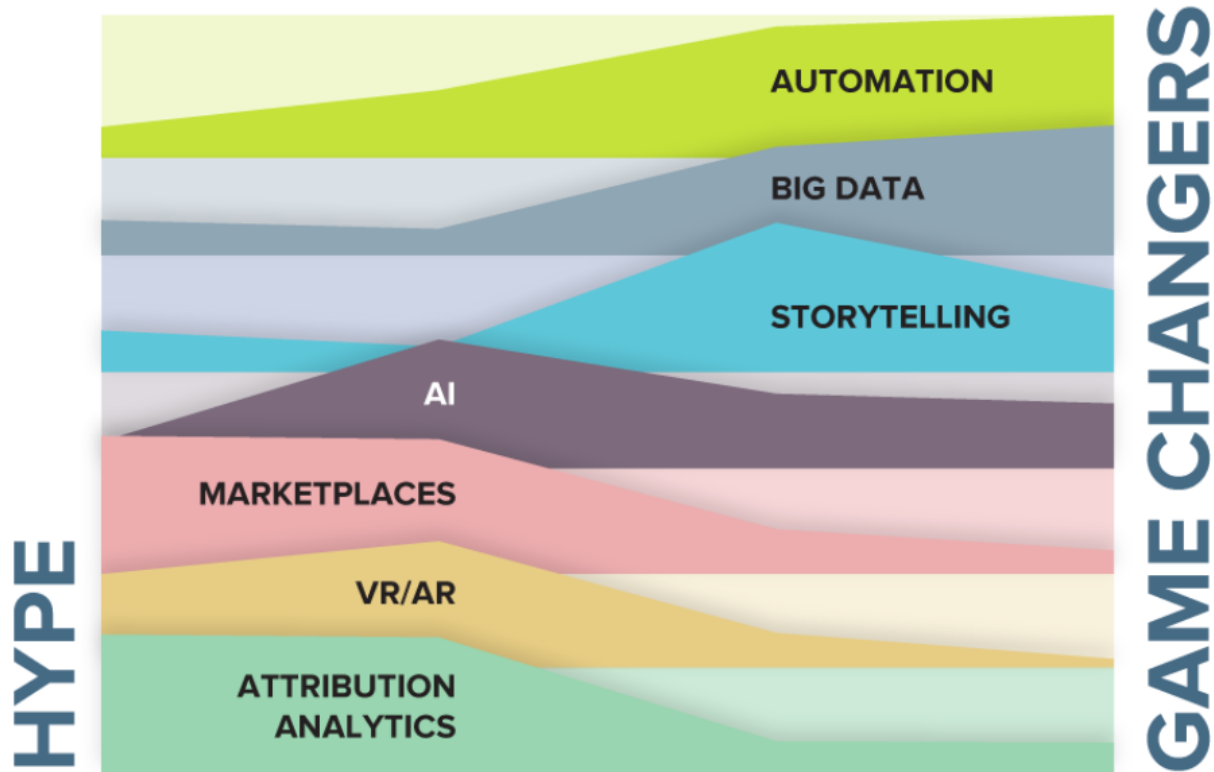 AUTOMATION
BIG DATA
STORYTELLING
AI
MARKETPLACES
VR/AR
ATTRIBUTION
ANALYTICS
HYPE
GAME CHANGERS